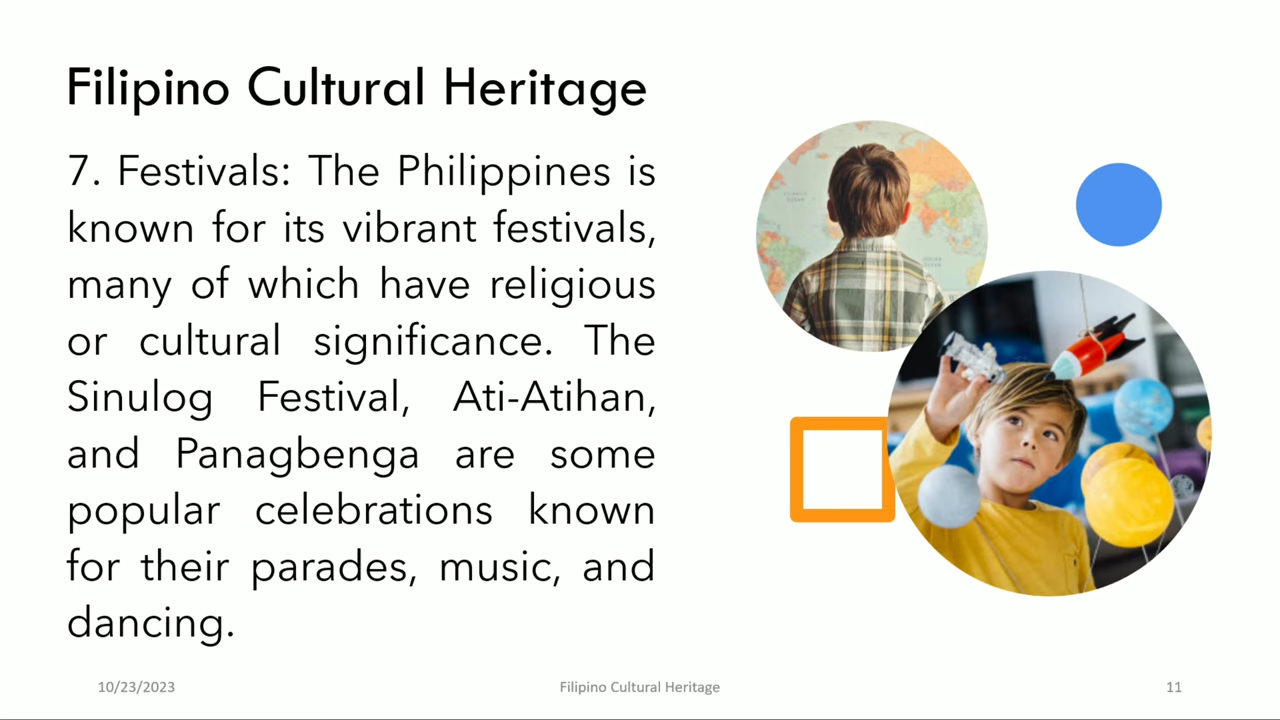 Filipino Cultural Heritage
7. Festivals: The Philippines is
known for its vibrant festivals,
many of which have religious
or cultural significance. The
Sinulog Festival, Ati-Atihan,
and Panagbenga are some
popular celebrations known
for their parades, music, and
dancing.
10/23/2023
Filipino Cultural Heritage
11